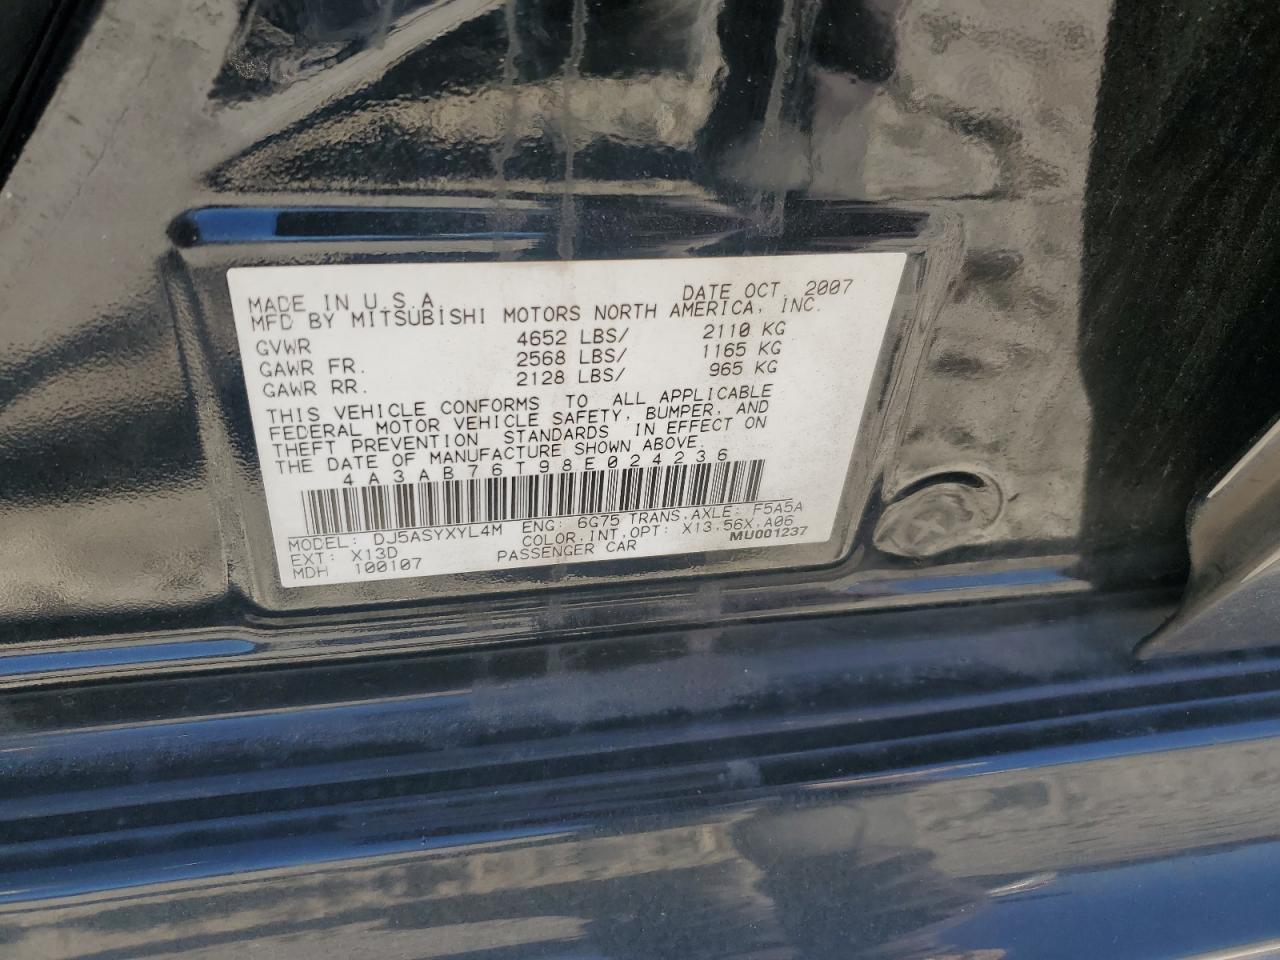 MADE IN U.S.A. DATE OCT 2007
MFD BY MITSUBISHI MOTORS NORTH AMERICA, INC.
GVWR 4652 LBS/ 2110 KG
GAWR FR. 2568 LBS/ 1165 KG
GAWR RR. 2128 LBS/ 965 KG
THIS VEHICLE CONFORMS TO ALL APPLICABLE
FEDERAL MOTOR VEHICLE SAFETY, BUMPER, AND
THEFT PREVENTION STANDARDS IN EFFECT ON
THE DATE OF MANUFACTURE SHOWN ABOVE.
4A3AB76T98E024236
MODEL: DJ5ASYXYL4M ENG: 6G75 TRANS,AXLE: F5A5A
EXT: X13D COLOR,INT,OPT: X13,56X,A06
MDH 100107 PASSENGER CAR MU001237